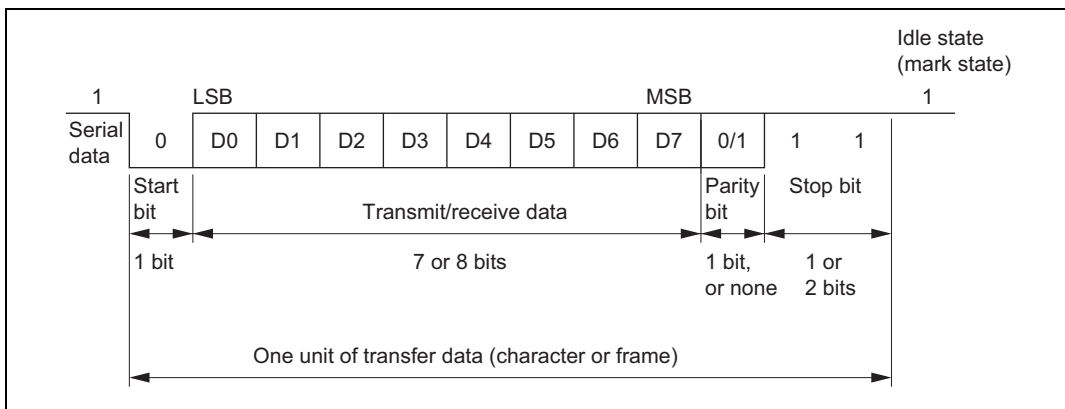 Idle state
(mark state)
1 LSB MSB 1
Serial
data
0 D0 D1 D2 D3 D4 D5 D6 D7 0/1 1 1
Start
bit
Transmit/receive data
Parity
bit
Stop bit
1 bit
7 or 8 bits
1 bit,
or none
1 or
2 bits
One unit of transfer data (character or frame)